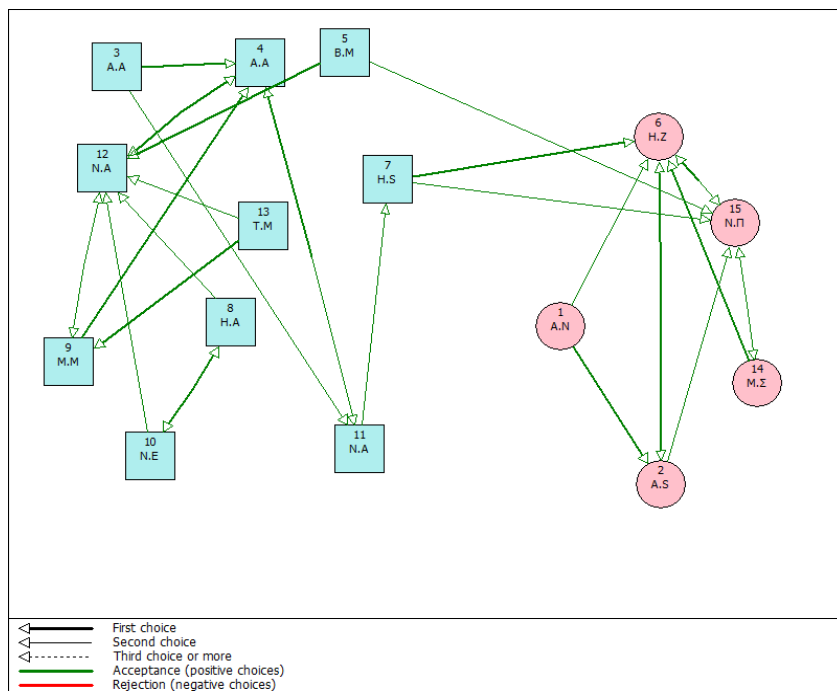 3
A.A
4
A.A
5
B.M
6
H.Z
12
N.A
7
H.S
15
N.Π
13
T.M
8
H.A
1
A.N
9
M.M
14
Μ.Σ
10
N.E
11
N.A
2
A.S
First choice
Second choice
Third choice or more
Acceptance (positive choices)
Rejection (negative choices)